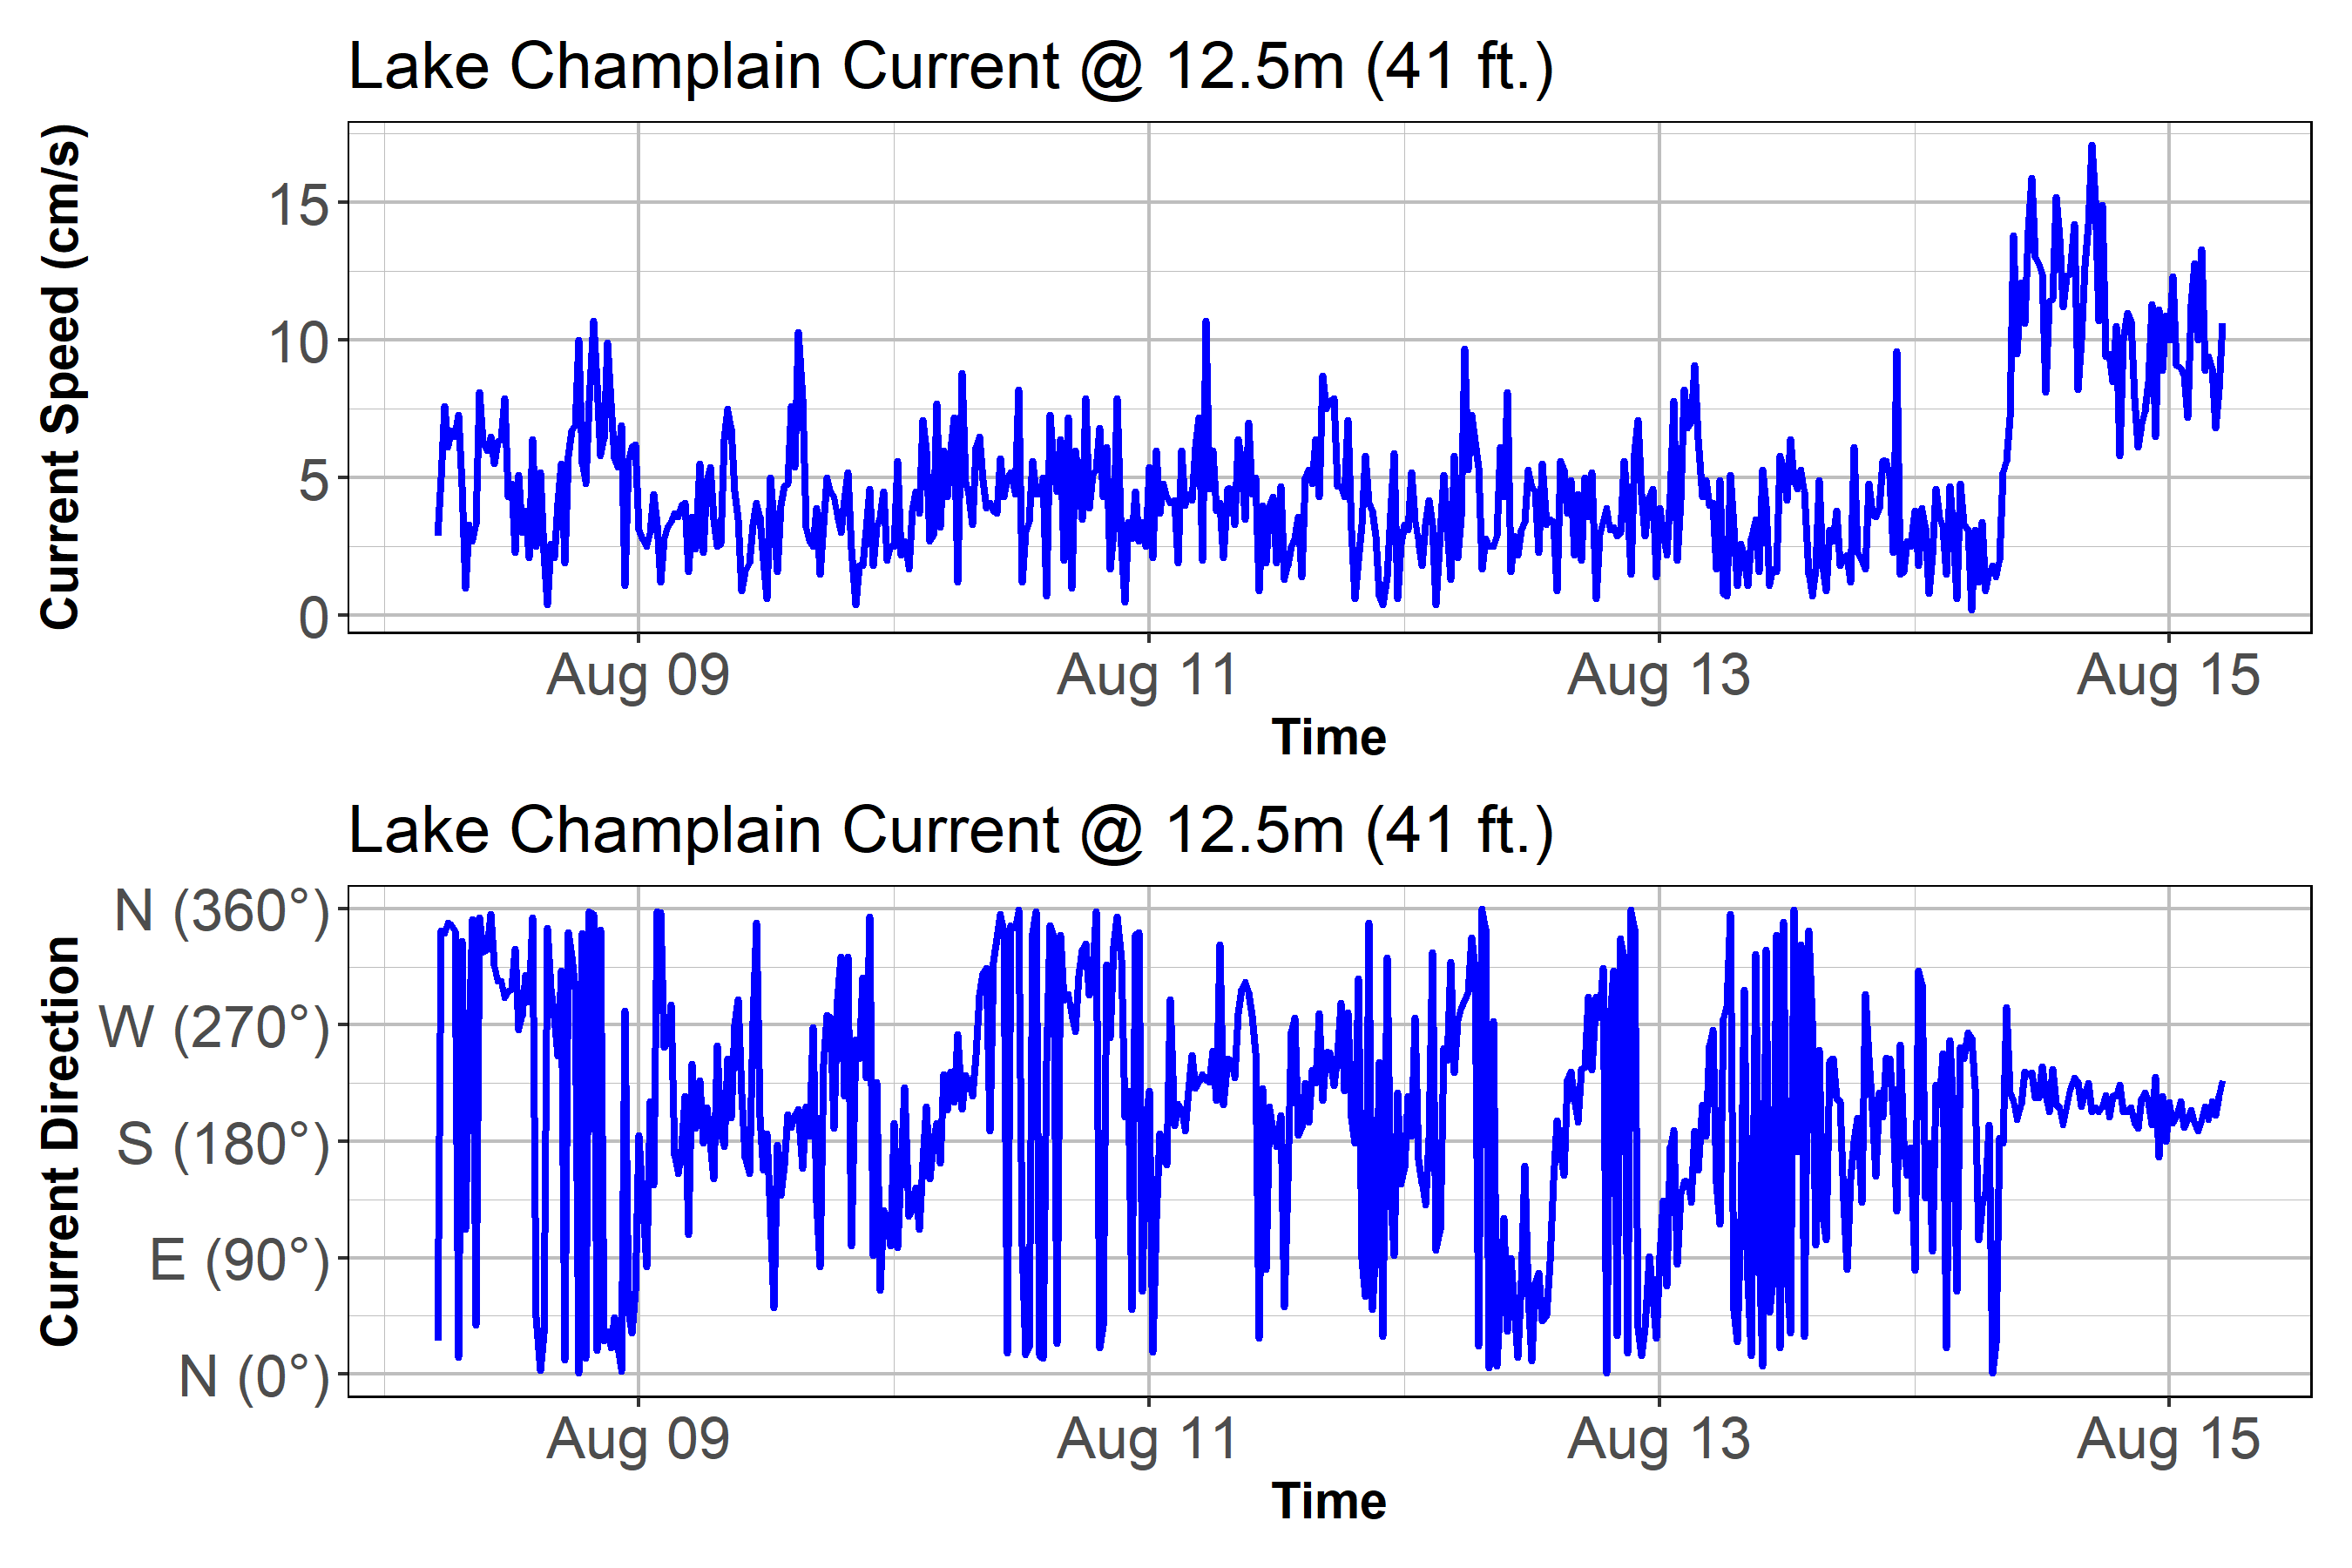 Lake Champlain Current @ 12.5m (41 ft.)
Current Speed (cm/s)
15
10
5
0
Aug 09 Aug 11 Aug 13 Aug 15
Time
Lake Champlain Current @ 12.5m (41 ft.)
Current Direction
N (360°)
W (270°)
S (180°)
E (90°)
N (0°)
Aug 09 Aug 11 Aug 13 Aug 15
Time